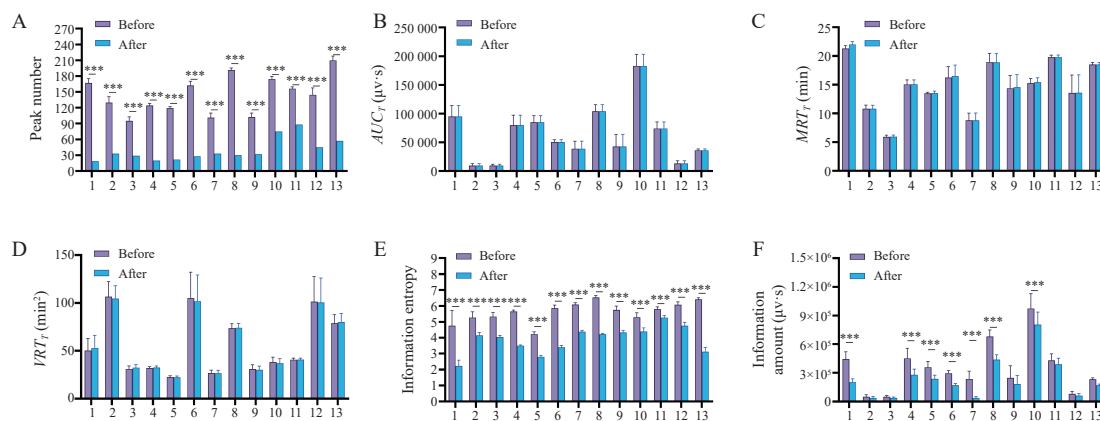 A
Before
After
Peak number
270
240
210
180
150
120
90
60
30
0
*** *** *** *** *** *** *** *** *** *** *** *** ***
1 2 3 4 5 6 7 8 9 10 11 12 13
B
Before
After
AUC_T (μv·s)
250 000
200 000
150 000
100 000
50 000
0
1 2 3 4 5 6 7 8 9 10 11 12 13
C
Before
After
MRT_T (min)
30
20
10
0
1 2 3 4 5 6 7 8 9 10 11 12 13
D
Before
After
VRT_T (min²)
150
100
50
0
1 2 3 4 5 6 7 8 9 10 11 12 13
E
Before
After
Information entropy
9
8
7
6
5
4
3
2
1
0
*** *** *** *** *** *** *** *** *** *** *** *** ***
1 2 3 4 5 6 7 8 9 10 11 12 13
F
Before
After
Information
amount (μv·s)
1.5×10⁶
1.2×10⁶
9×10⁵
6×10⁵
3×10⁵
0
*** *** *** *** *** *** ***
1 2 3 4 5 6 7 8 9 10 11 12 13